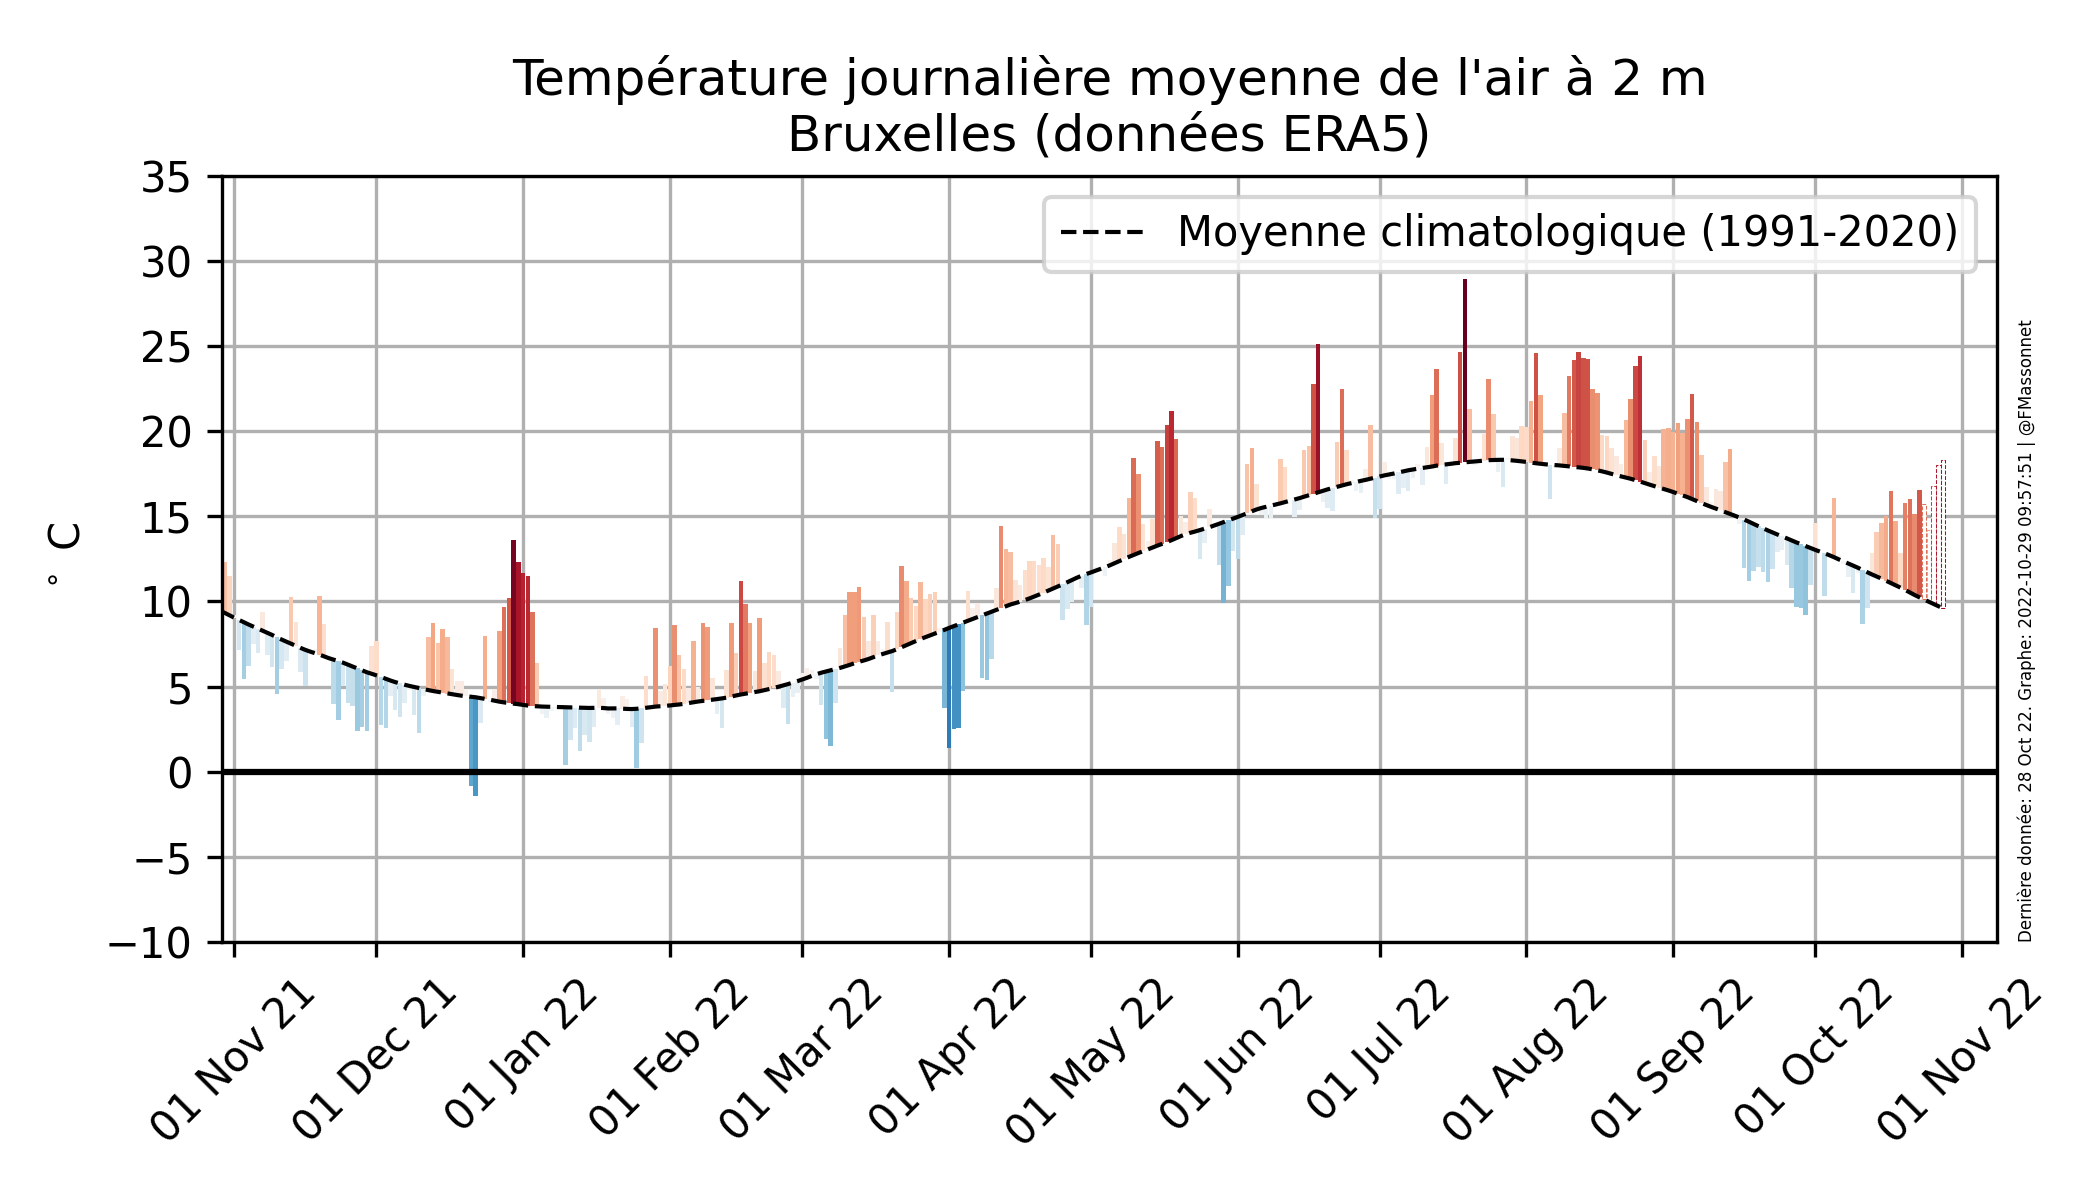 Température journalière moyenne de l'air à 2 m
Bruxelles (données ERA5)
Moyenne climatologique (1991-2020)
35
30
25
20
15
10
5
0
−5
−10
° C
01 Nov 21
01 Dec 21
01 Jan 22
01 Feb 22
01 Mar 22
01 Apr 22
01 May 22
01 Jun 22
01 Jul 22
01 Aug 22
01 Sep 22
01 Oct 22
01 Nov 22
Dernière donnée: 28 Oct 22. Graphe: 2022-10-29 09:57:51 | @FMassonnet